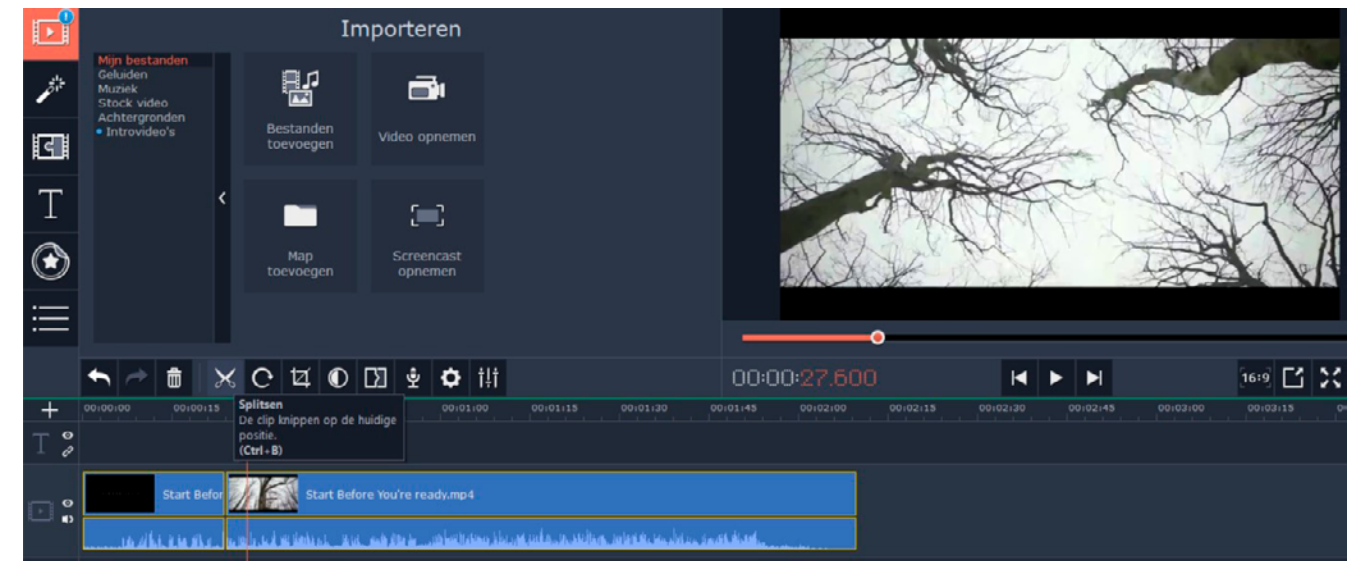 Importeren
Mijn bestanden
Geluiden
Muziek
Stock video
Achtergronden
Introvideo's
Bestanden
toevoegen
Video opnemen
Map
toevoegen
Screencast
opnemen
00:00:27.600
16:9
00:00:00 00:00:15 00:01:00 00:01:15 00:01:30 00:01:45 00:02:00 00:02:15 00:02:30 00:02:45 00:03:00 00:03:15
Splitsen
De clip knippen op de huidige
positie.
(Ctrl+B)
T
Start Befor
Start Before You're ready.mp4